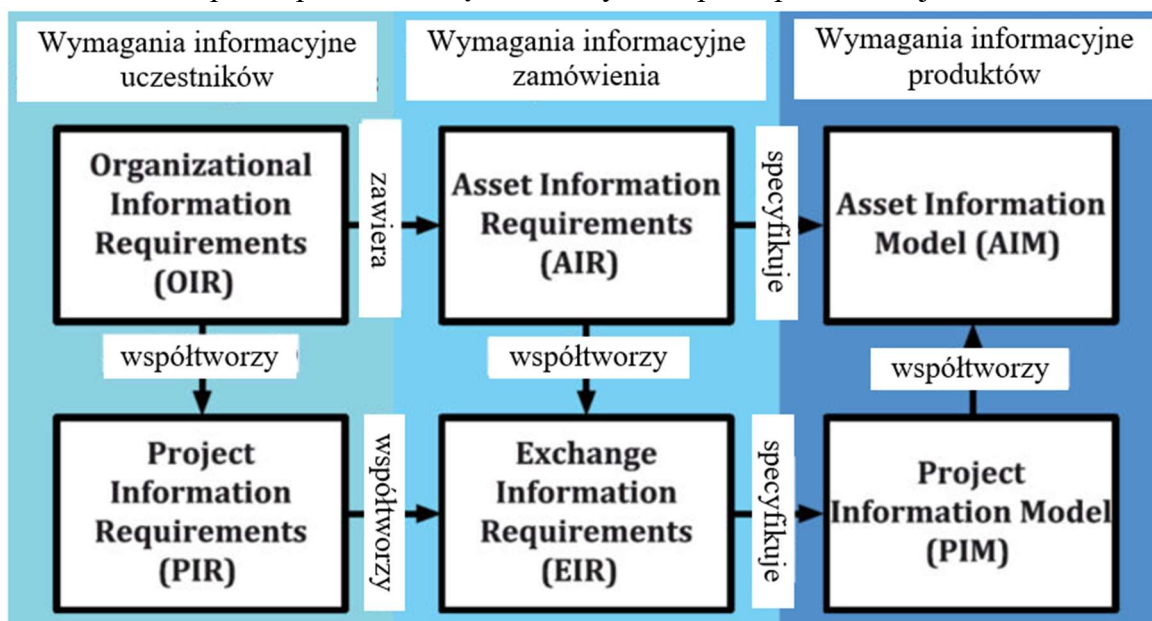 Wymagania informacyjne
uczestników
Wymagania informacyjne
zamówienia
Wymagania informacyjne
produktów
Organizational
Information
Requirements
(OIR)
zawiera
Asset Information
Requirements
(AIR)
specyfikuje
Asset Information
Model (AIM)
współtworzy
współtworzy
współtworzy
Project
Information
Requirements
(PIR)
współtworzy
Exchange
Information
Requirements
(EIR)
specyfikuje
Project
Information Model
(PIM)